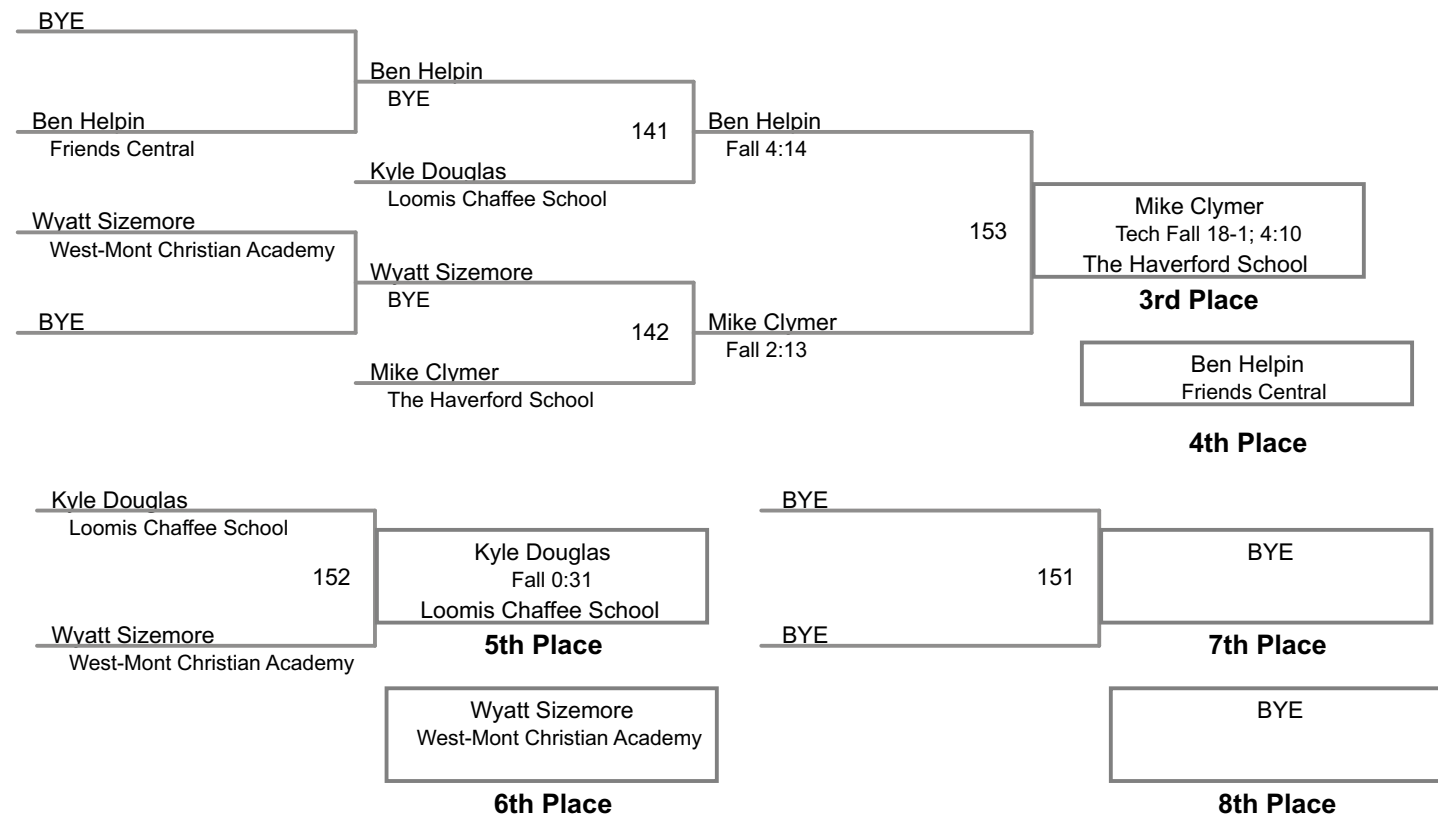 BYE
Ben Helpin
Friends Central
Wyatt Sizemore
West-Mont Christian Academy
BYE
Ben Helpin
BYE
141
Kyle Douglas
Loomis Chaffee School
Wyatt Sizemore
BYE
142
Mike Clymer
The Haverford School
Ben Helpin
Fall 4:14
153
Mike Clymer
Fall 2:13
Mike Clymer
Tech Fall 18-1; 4:10
The Haverford School
3rd Place
Ben Helpin
Friends Central
4th Place
Kyle Douglas
Loomis Chaffee School
152
Wyatt Sizemore
West-Mont Christian Academy
Kyle Douglas
Fall 0:31
Loomis Chaffee School
5th Place
Wyatt Sizemore
West-Mont Christian Academy
6th Place
BYE
151
BYE
BYE
7th Place
BYE
8th Place